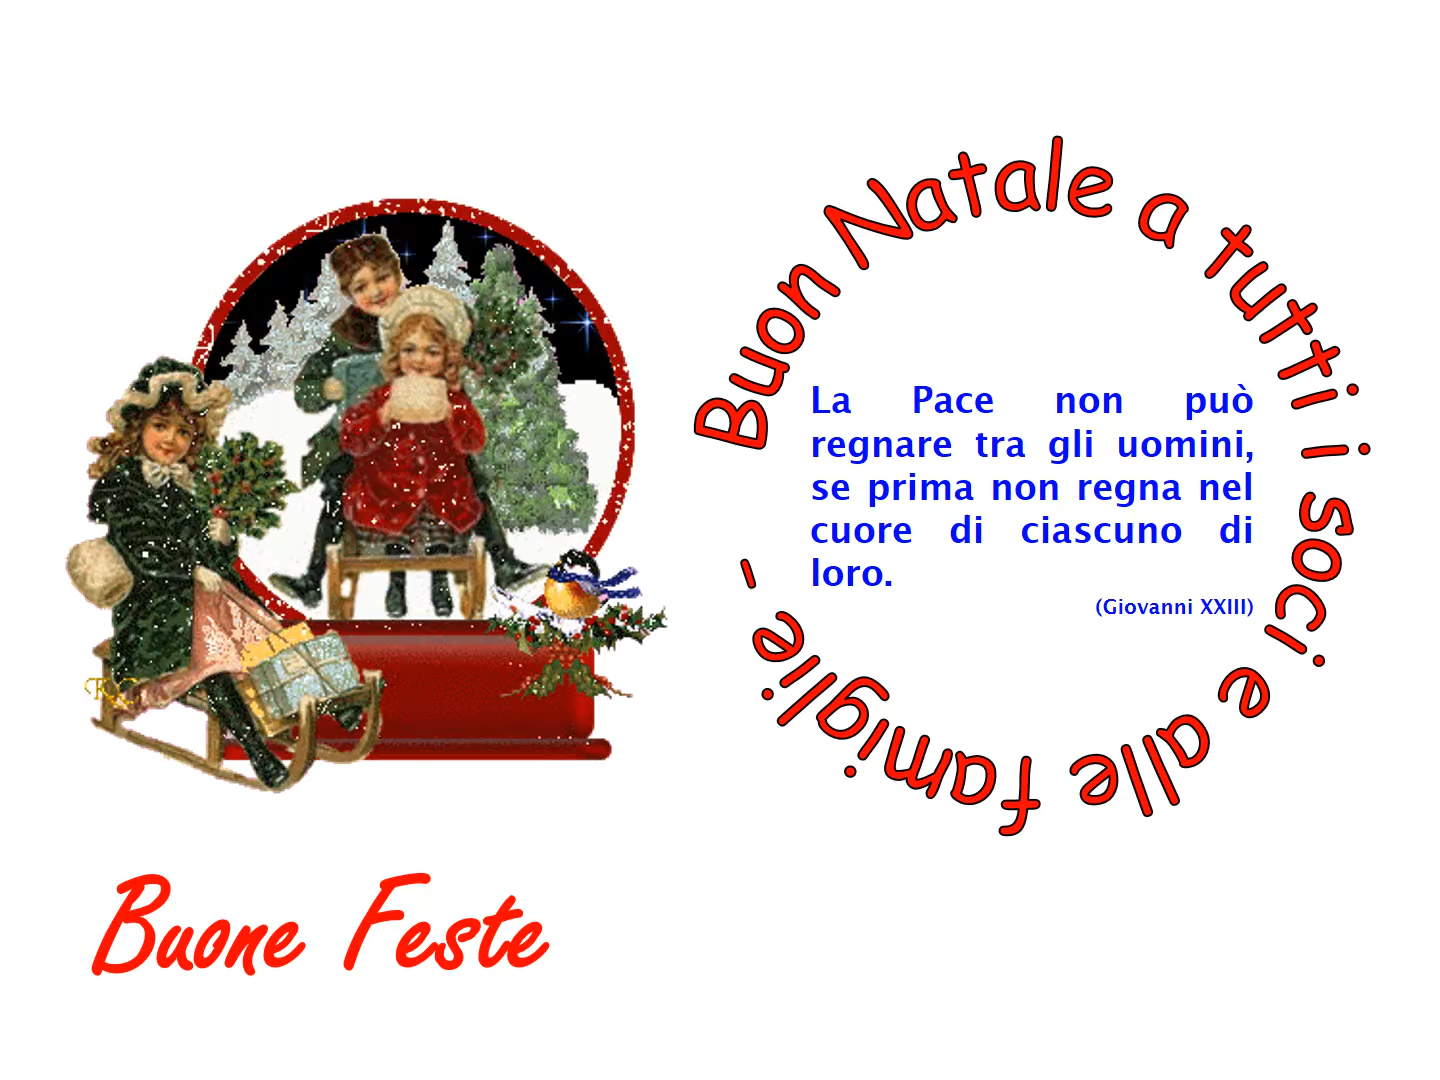 Buon Natale a tutti i soci e alle famiglie -
La Pace non può
regnare tra gli uomini,
se prima non regna nel
cuore di ciascuno di
loro.
(Giovanni XXIII)
Buone Feste